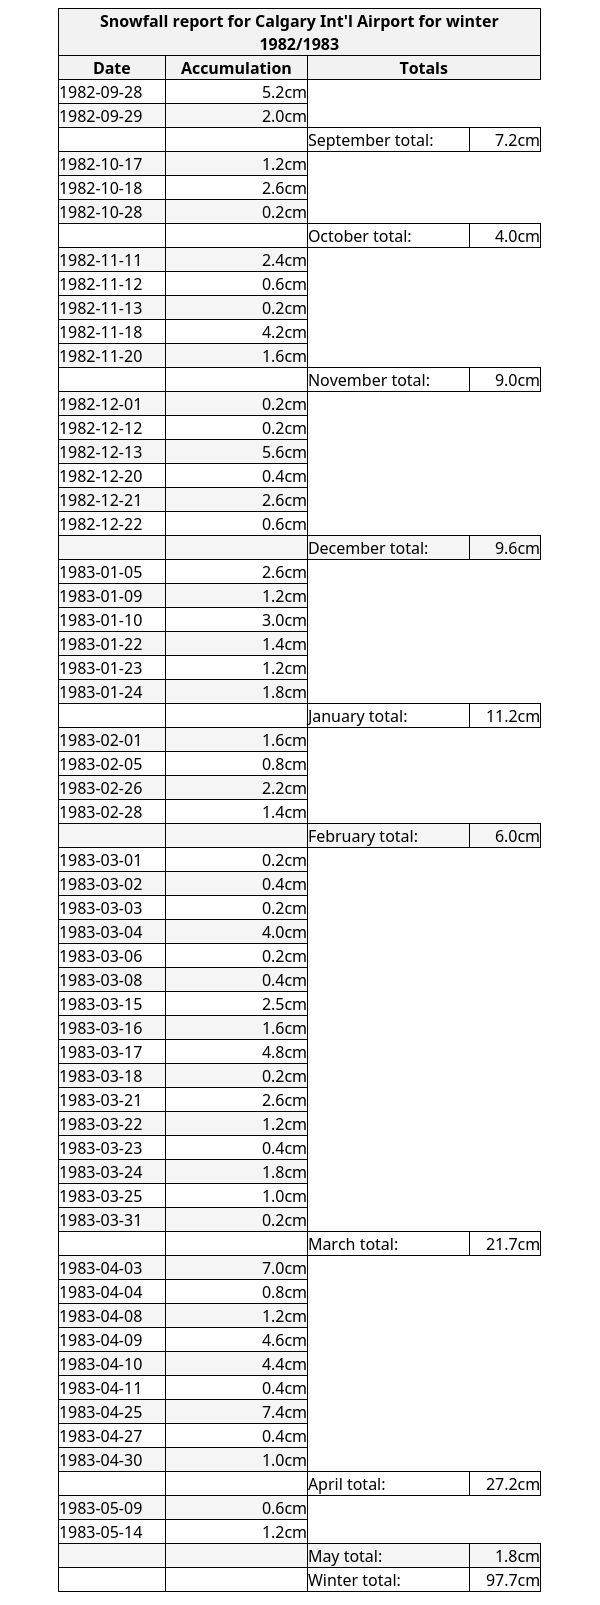 Snowfall report for Calgary Int'l Airport for winter
1982/1983
Date Accumulation Totals
1982-09-28 5.2cm
1982-09-29 2.0cm
September total: 7.2cm
1982-10-17 1.2cm
1982-10-18 2.6cm
1982-10-28 0.2cm
October total: 4.0cm
1982-11-11 2.4cm
1982-11-12 0.6cm
1982-11-13 0.2cm
1982-11-18 4.2cm
1982-11-20 1.6cm
November total: 9.0cm
1982-12-01 0.2cm
1982-12-12 0.2cm
1982-12-13 5.6cm
1982-12-20 0.4cm
1982-12-21 2.6cm
1982-12-22 0.6cm
December total: 9.6cm
1983-01-05 2.6cm
1983-01-09 1.2cm
1983-01-10 3.0cm
1983-01-22 1.4cm
1983-01-23 1.2cm
1983-01-24 1.8cm
January total: 11.2cm
1983-02-01 1.6cm
1983-02-05 0.8cm
1983-02-26 2.2cm
1983-02-28 1.4cm
February total: 6.0cm
1983-03-01 0.2cm
1983-03-02 0.4cm
1983-03-03 0.2cm
1983-03-04 4.0cm
1983-03-06 0.2cm
1983-03-08 0.4cm
1983-03-15 2.5cm
1983-03-16 1.6cm
1983-03-17 4.8cm
1983-03-18 0.2cm
1983-03-21 2.6cm
1983-03-22 1.2cm
1983-03-23 0.4cm
1983-03-24 1.8cm
1983-03-25 1.0cm
1983-03-31 0.2cm
March total: 21.7cm
1983-04-03 7.0cm
1983-04-04 0.8cm
1983-04-08 1.2cm
1983-04-09 4.6cm
1983-04-10 4.4cm
1983-04-11 0.4cm
1983-04-25 7.4cm
1983-04-27 0.4cm
1983-04-30 1.0cm
April total: 27.2cm
1983-05-09 0.6cm
1983-05-14 1.2cm
May total: 1.8cm
Winter total: 97.7cm